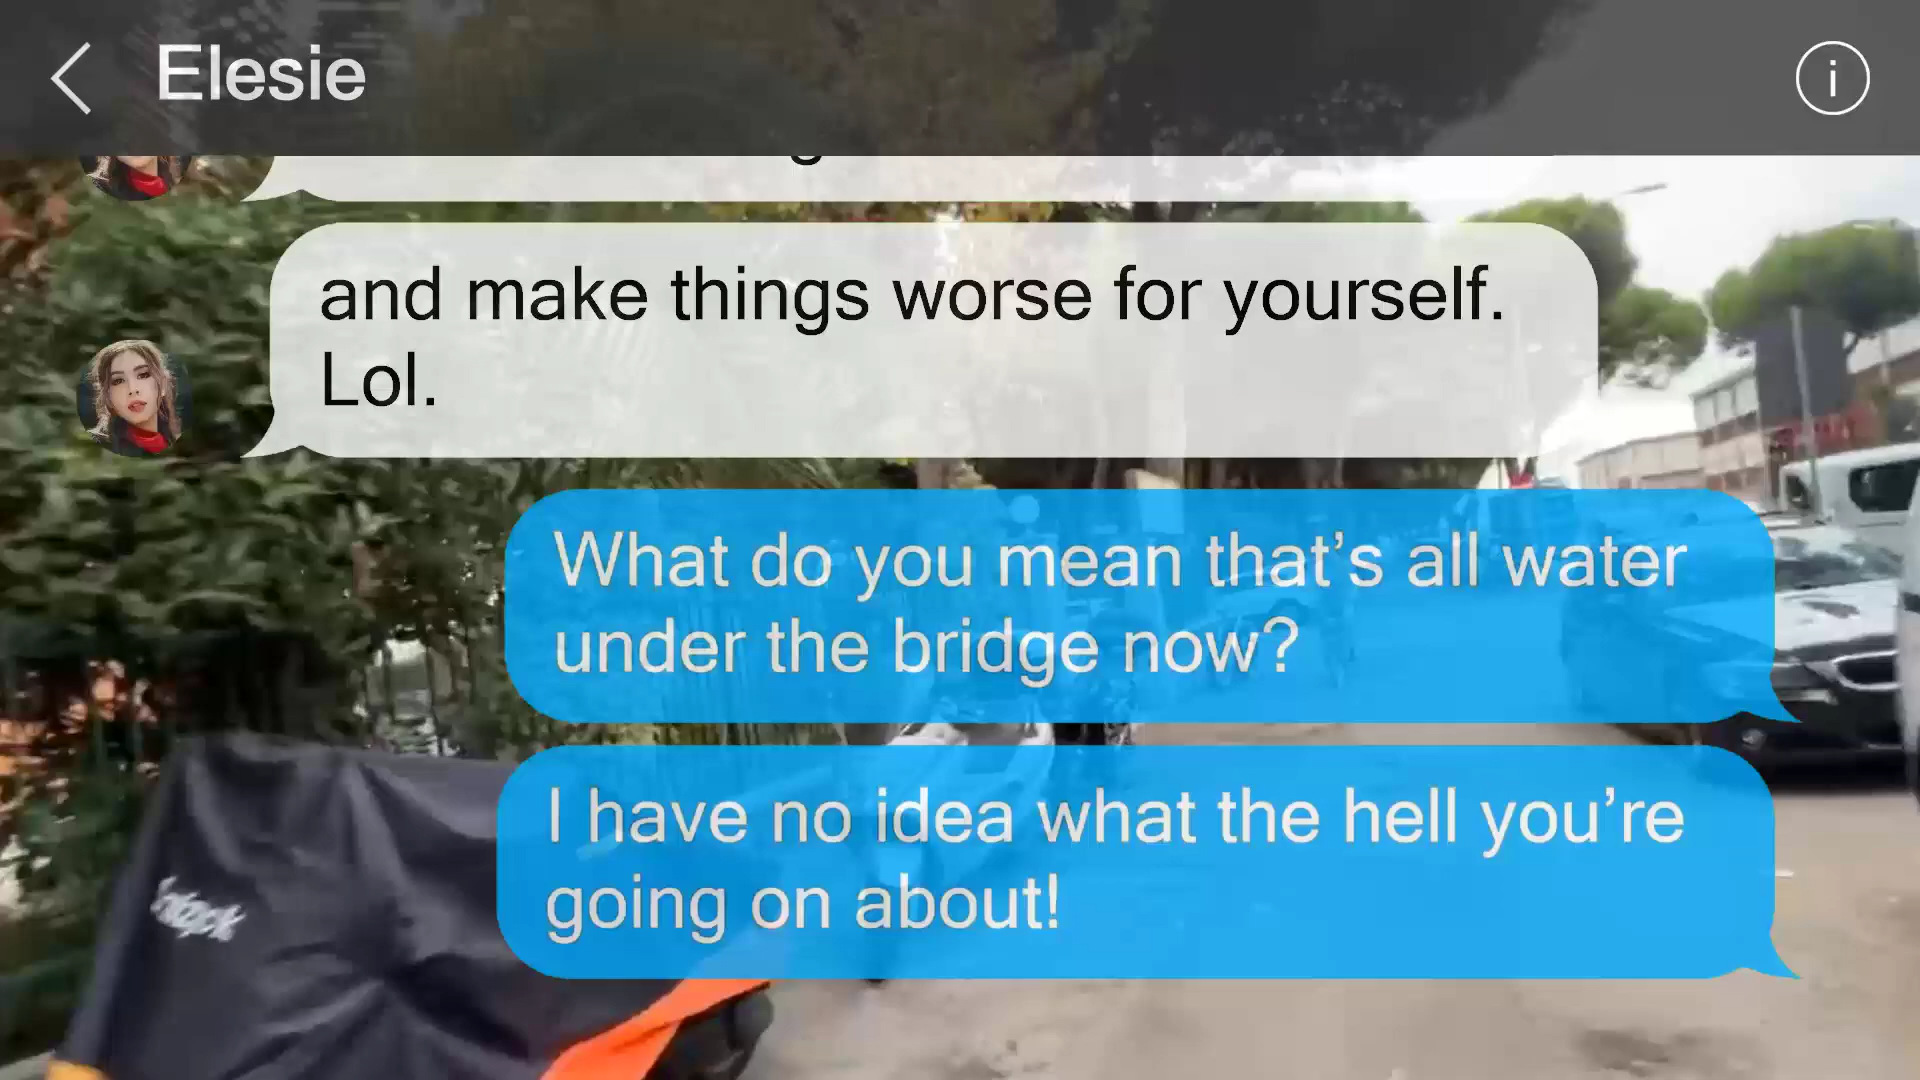 Elesie
and make things worse for yourself.
Lol.
What do you mean that’s all water
under the bridge now?
I have no idea what the hell you’re
going on about!